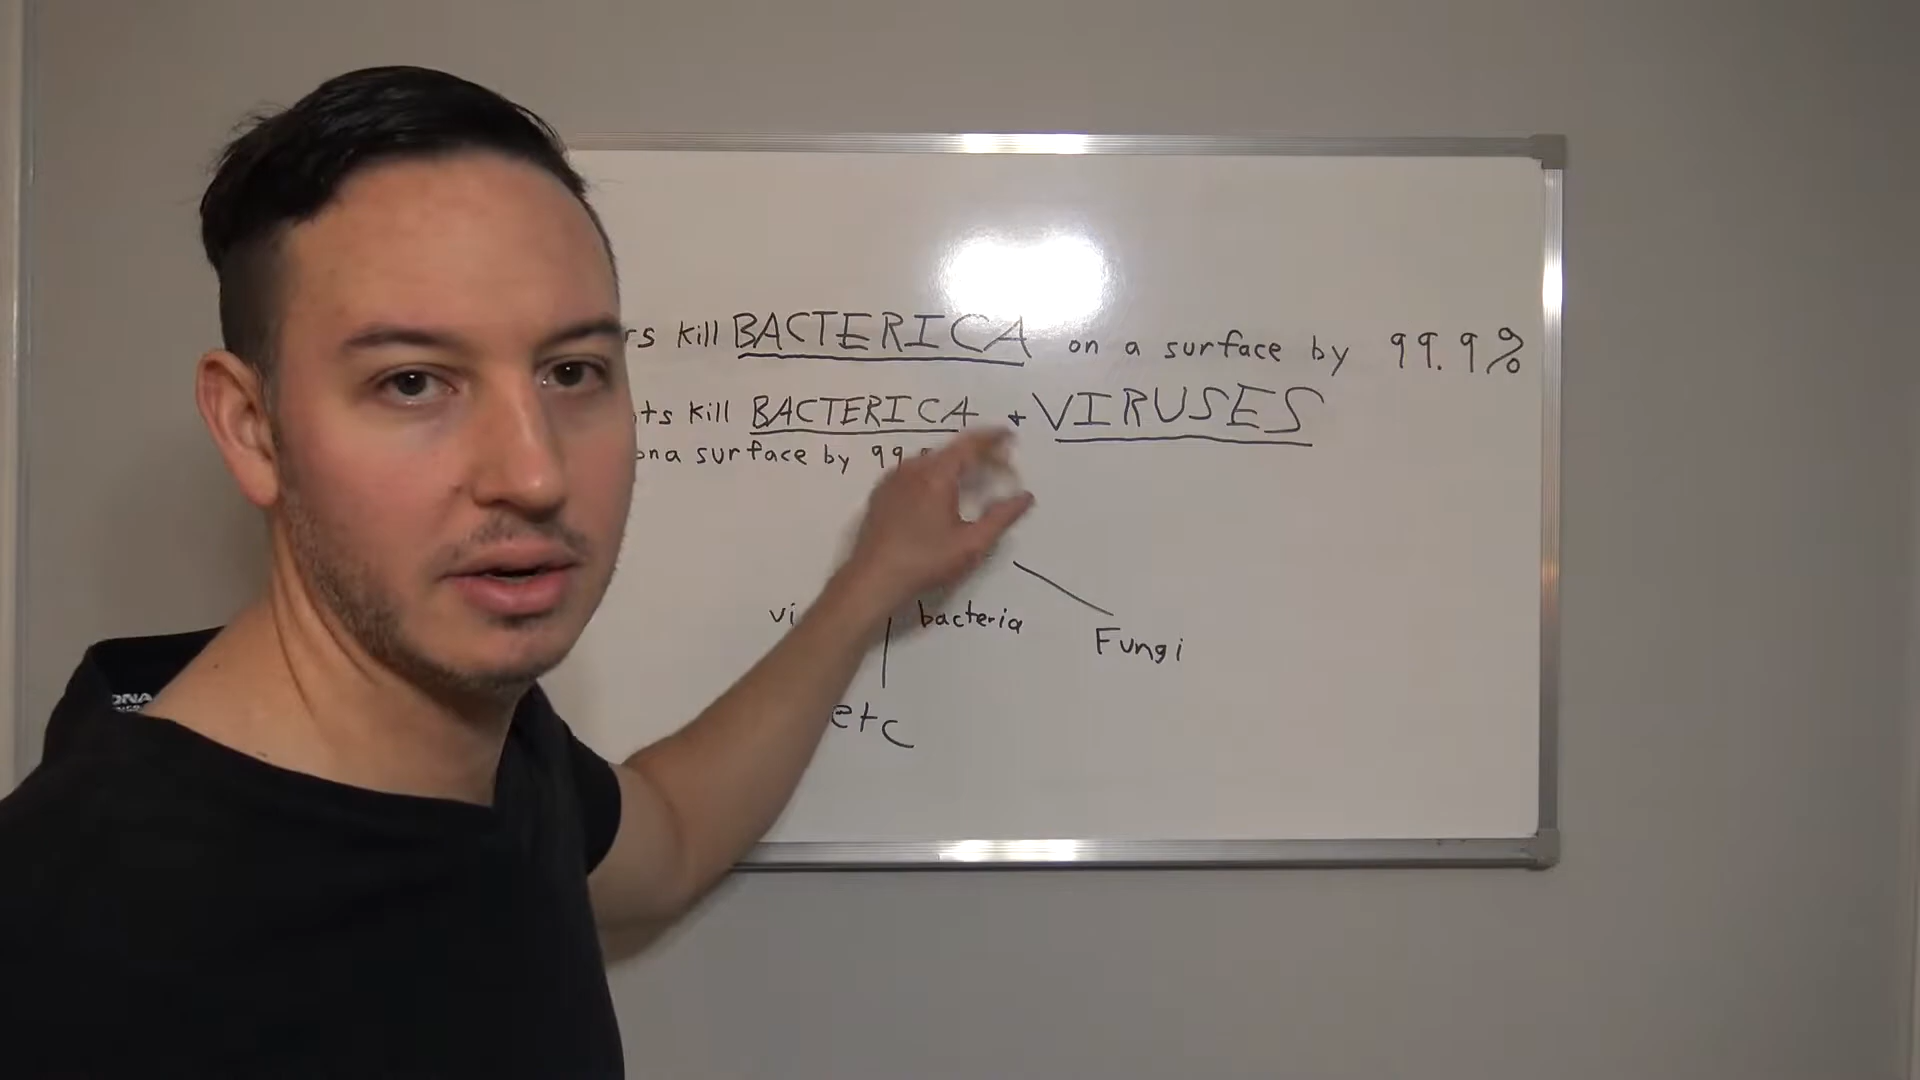 rs kill BACTERICA on a surface by 99.9%
ts kill BACTERICA + VIRUSES
ona surface by 99.
vi bacteria
Fungi
etc